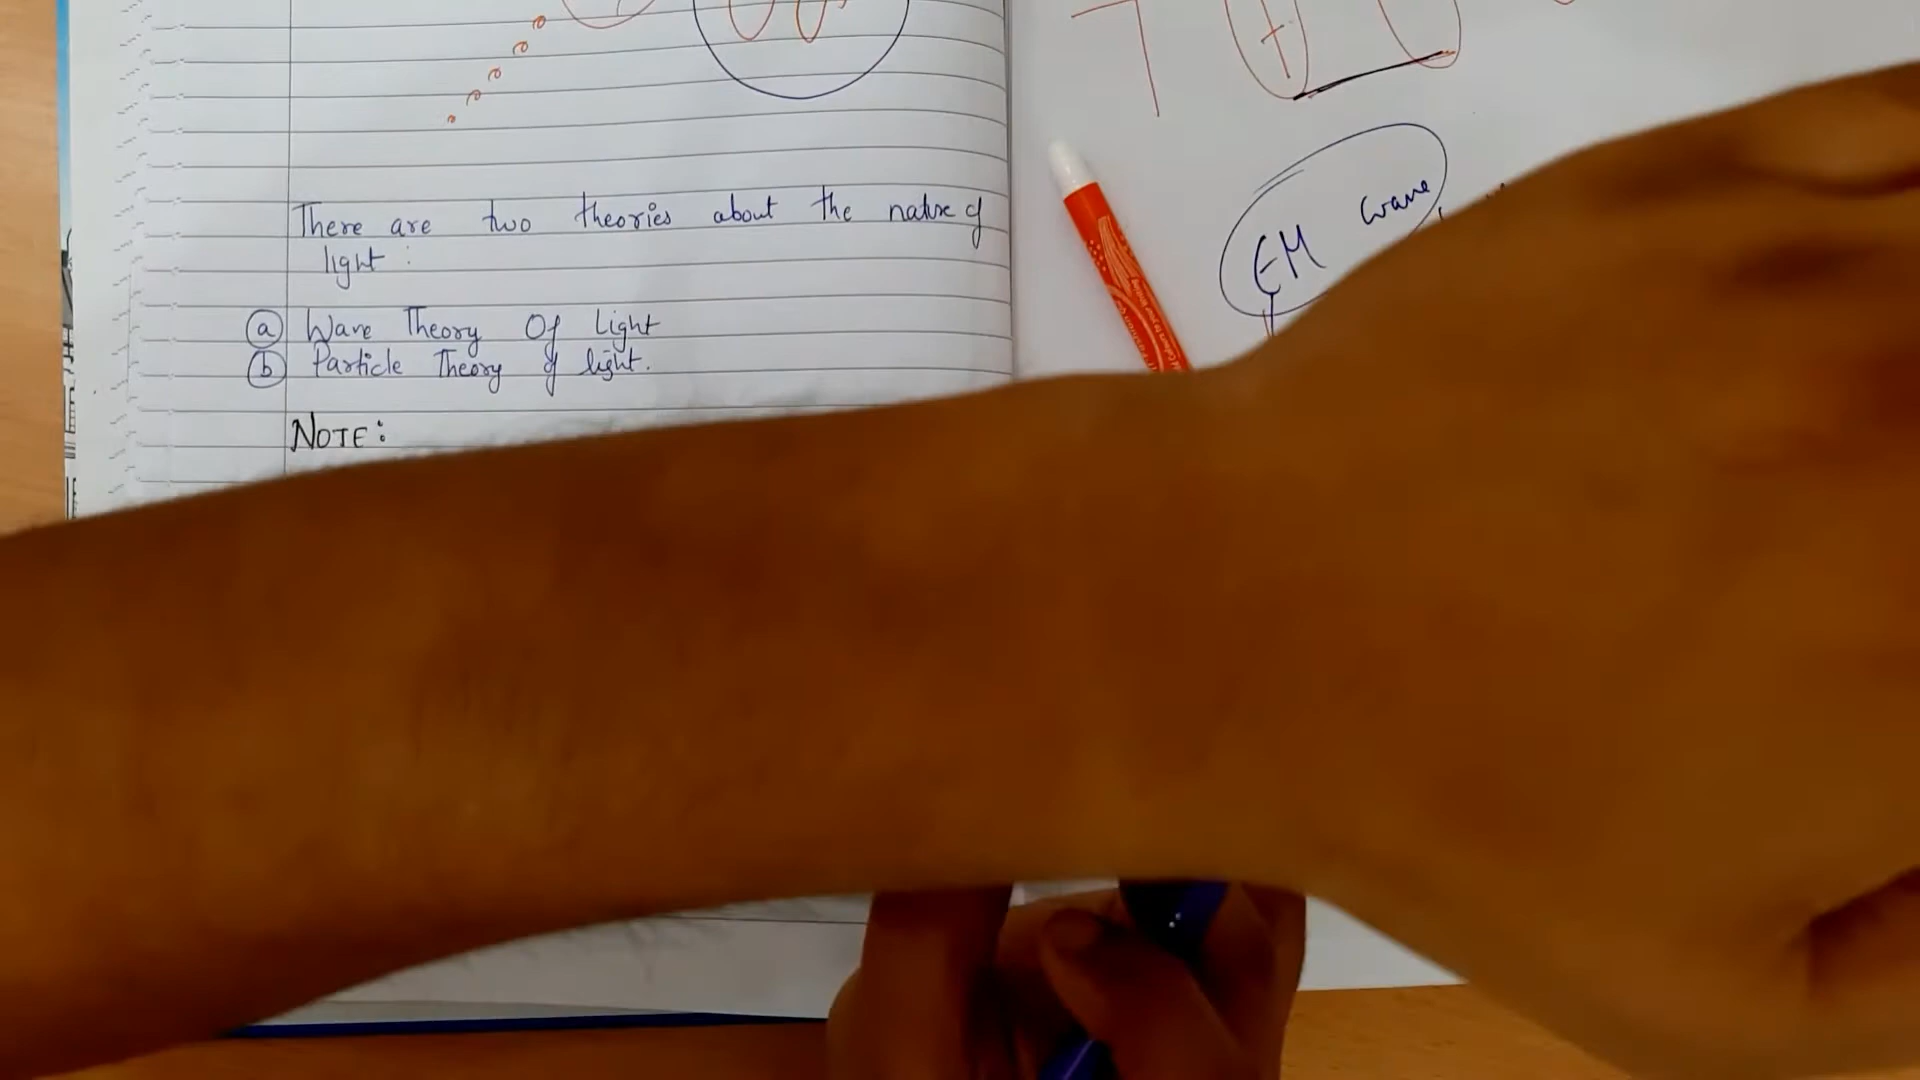 There are two theories about the nature of
light :
(a) Wave Theory Of Light
(b) Particle Theory of light.
NOTE:
EM wave